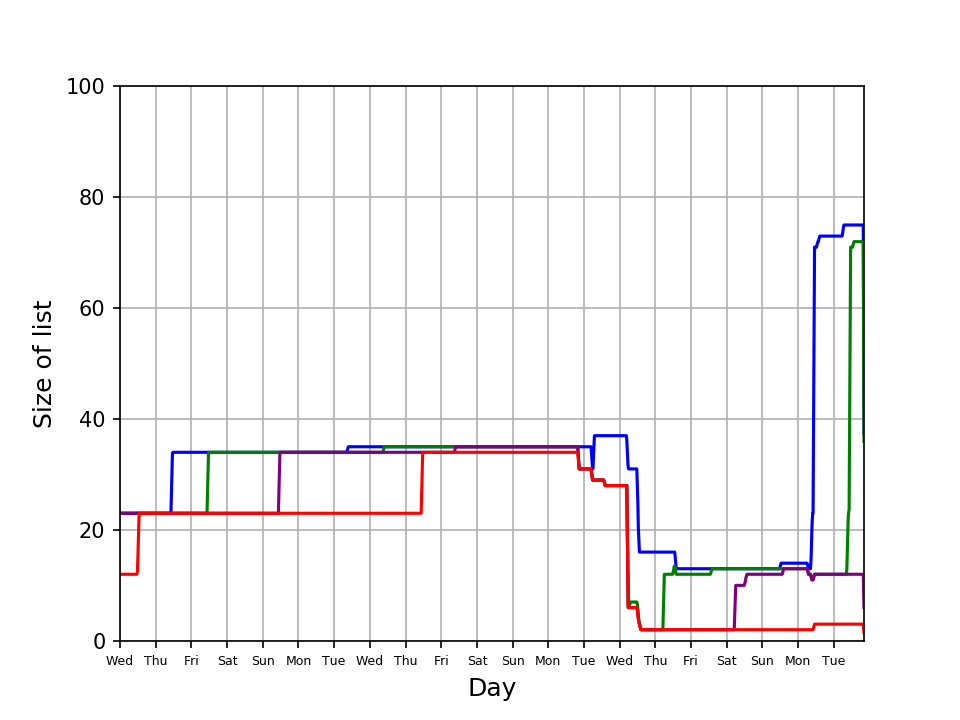 100
80
60
40
20
0
Size of list
Wed Thu Fri Sat Sun Mon Tue Wed Thu Fri Sat Sun Mon Tue Wed Thu Fri Sat Sun Mon Tue
Day